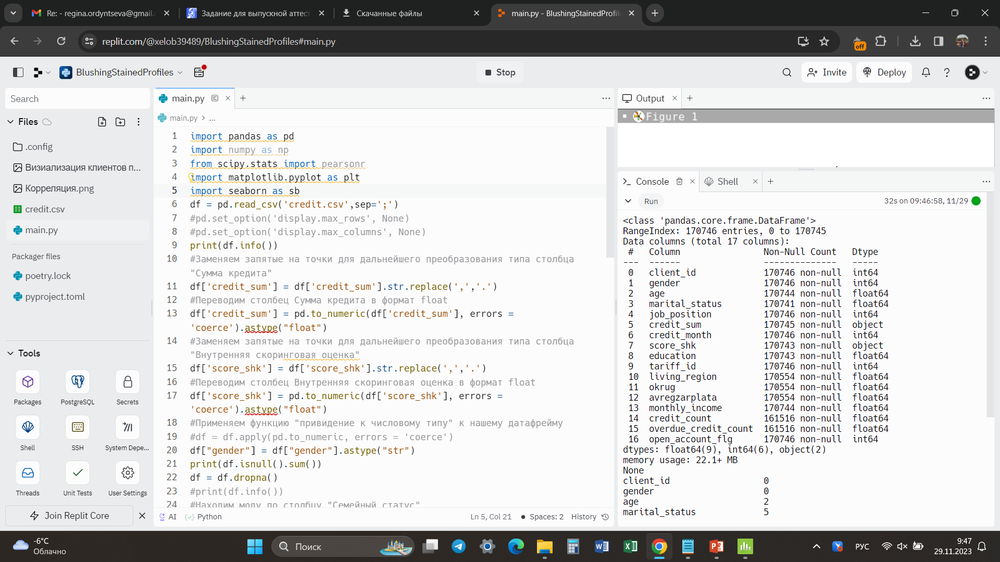 Re: - regina.ordyntseva@gmail.c
Задание для выпускной аттест
Скачанные файлы
main.py - BlushingStainedProfile
replit.com/@xelob39489/BlushingStainedProfiles#main.py
off
BlushingStainedProfiles
Stop
Invite
Deploy
Search
Files
.config
Визиализация клиентов п...
Корреляция.png
credit.csv
main.py
Packager files
poetry.lock
pyproject.toml
Tools
Packages
PostgreSQL
Secrets
Shell
SSH
System Depe...
Threads
Unit Tests
User Settings
Join Replit Core
main.py
main.py > ...
1 import pandas as pd
2 import numpy as np
3 from scipy.stats import pearsonr
4 import matplotlib.pyplot as plt
5 import seaborn as sb
6 df = pd.read_csv('credit.csv',sep=';')
7 #pd.set_option('display.max_rows', None)
8 #pd.set_option('display.max_columns', None)
9 print(df.info())
10 #Заменяем запятые на точки для дальнейшего преобразования типа столбца
"Сумма кредита"
11 df['credit_sum'] = df['credit_sum'].str.replace(',','.')
12 #Переводим столбец Сумма кредита в формат float
13 df['credit_sum'] = pd.to_numeric(df['credit_sum'], errors =
'coerce').astype("float")
14 #Заменяем запятые на точки для дальнейшего преобразования типа столбца
"Внутренняя скоринговая оценка"
15 df['score_shk'] = df['score_shk'].str.replace(',','.')
16 #Переводим столбец Внутренняя скоринговая оценка в формат float
17 df['score_shk'] = pd.to_numeric(df['score_shk'], errors =
'coerce').astype("float")
18 #Применяем функцию "привидение к числовому типу" к нашему датафрейму
19 #df = df.apply(pd.to_numeric, errors = 'coerce')
20 df["gender"] = df["gender"].astype("str")
21 print(df.isnull().sum())
22 df = df.dropna()
23 #print(df.info())
24 #Находим моду по столбцу "Семейный статус"
AI
Python
Ln 5, Col 21
Spaces: 2
History
Output
Figure 1
Console
Shell
Run
32s on 09:46:58, 11/29
<class 'pandas.core.frame.DataFrame'>
RangeIndex: 170746 entries, 0 to 170745
Data columns (total 17 columns):
# Column Non-Null Count Dtype
--- ------ -------------- -----
0 client_id 170746 non-null int64
1 gender 170746 non-null int64
2 age 170744 non-null float64
3 marital_status 170741 non-null float64
4 job_position 170746 non-null int64
5 credit_sum 170745 non-null object
6 credit_month 170746 non-null int64
7 score_shk 170743 non-null object
8 education 170743 non-null float64
9 tariff_id 170746 non-null int64
10 living_region 170554 non-null float64
11 okrug 170554 non-null float64
12 avregzarplata 170554 non-null float64
13 monthly_income 170744 non-null float64
14 credit_count 161516 non-null float64
15 overdue_credit_count 161516 non-null float64
16 open_account_flg 170746 non-null int64
dtypes: float64(9), int64(6), object(2)
memory usage: 22.1+ MB
None
client_id 0
gender 0
age 2
marital_status 5
-6°C
Облачно
Поиск
РУС
9:47
29.11.2023